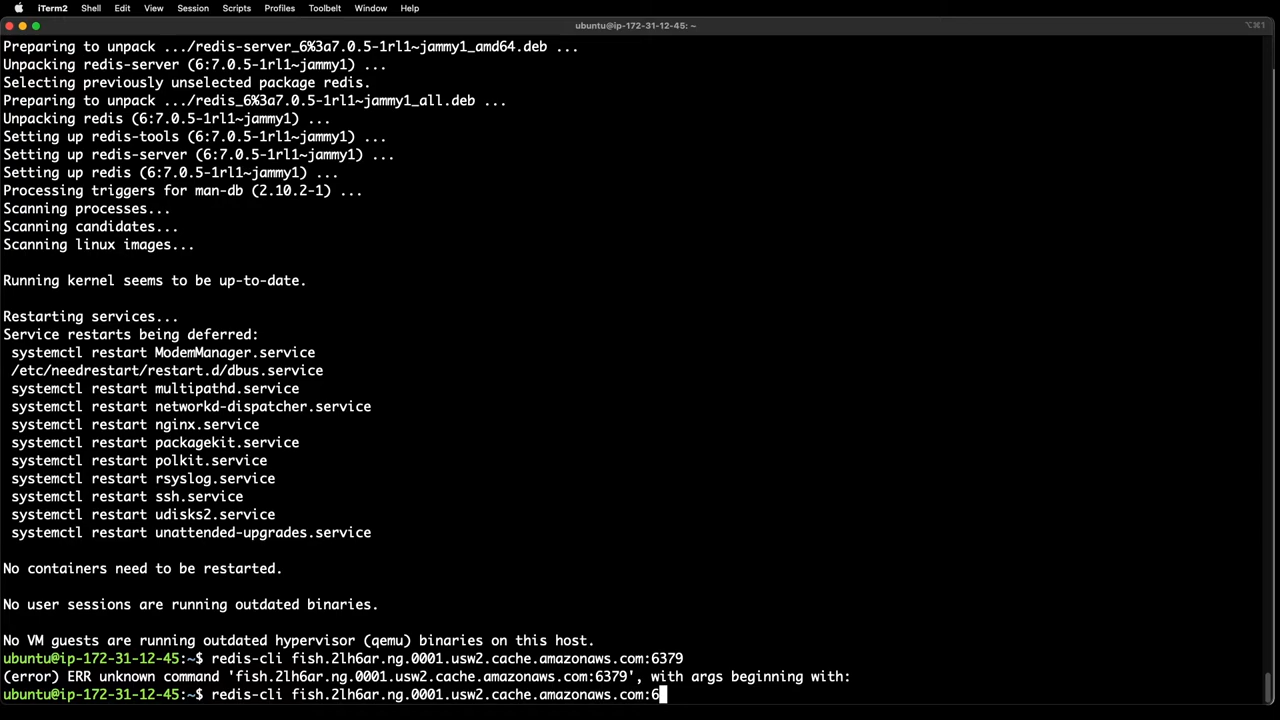 iTerm2 Shell Edit View Session Scripts Profiles Toolbelt Window Help
ubuntu@ip-172-31-12-45: ~
⌥⌘1
Preparing to unpack .../redis-server_6%3a7.0.5-1rl1~jammy1_amd64.deb ...
Unpacking redis-server (6:7.0.5-1rl1~jammy1) ...
Selecting previously unselected package redis.
Preparing to unpack .../redis_6%3a7.0.5-1rl1~jammy1_all.deb ...
Unpacking redis (6:7.0.5-1rl1~jammy1) ...
Setting up redis-tools (6:7.0.5-1rl1~jammy1) ...
Setting up redis-server (6:7.0.5-1rl1~jammy1) ...
Setting up redis (6:7.0.5-1rl1~jammy1) ...
Processing triggers for man-db (2.10.2-1) ...
Scanning processes...
Scanning candidates...
Scanning linux images...
Running kernel seems to be up-to-date.
Restarting services...
Service restarts being deferred:
systemctl restart ModemManager.service
/etc/needrestart/restart.d/dbus.service
systemctl restart multipathd.service
systemctl restart networkd-dispatcher.service
systemctl restart nginx.service
systemctl restart packagekit.service
systemctl restart polkit.service
systemctl restart rsyslog.service
systemctl restart ssh.service
systemctl restart udisks2.service
systemctl restart unattended-upgrades.service
No containers need to be restarted.
No user sessions are running outdated binaries.
No VM guests are running outdated hypervisor (qemu) binaries on this host.
ubuntu@ip-172-31-12-45:~$ redis-cli fish.2lh6ar.ng.0001.usw2.cache.amazonaws.com:6379
(error) ERR unknown command 'fish.2lh6ar.ng.0001.usw2.cache.amazonaws.com:6379', with args beginning with:
ubuntu@ip-172-31-12-45:~$ redis-cli fish.2lh6ar.ng.0001.usw2.cache.amazonaws.com:6